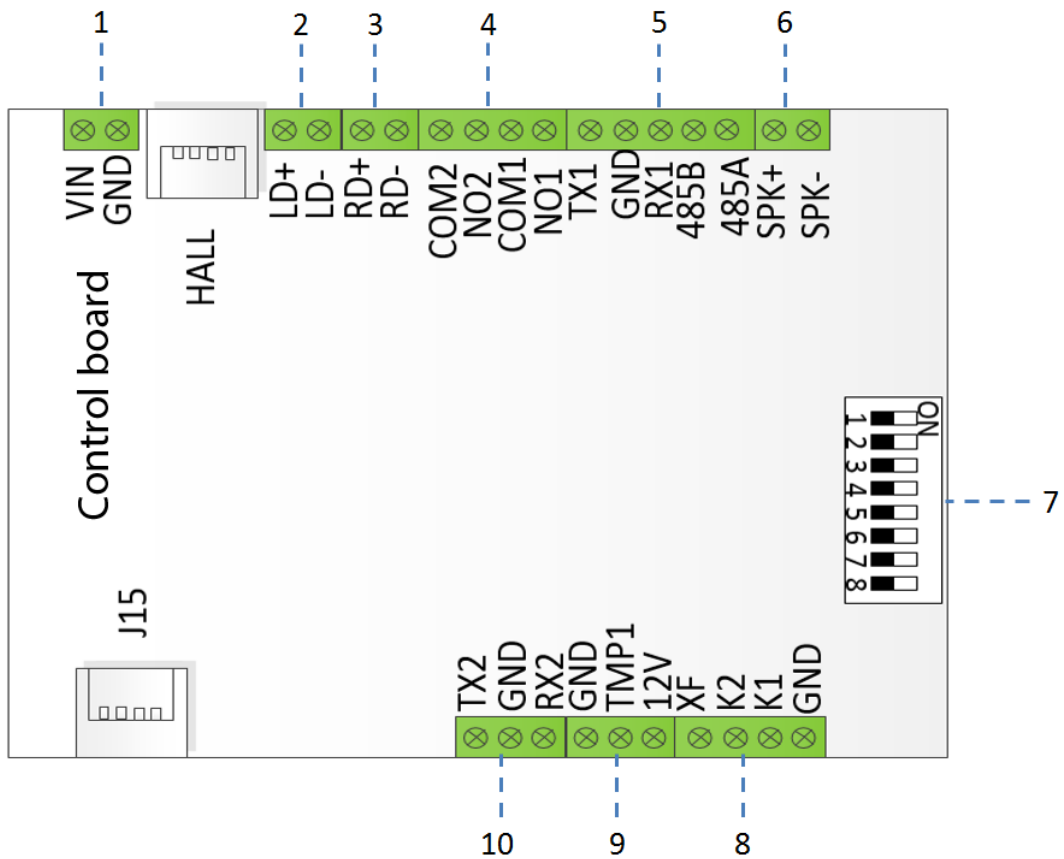 1
2
3
4
5
6
VIN
GND
LD+
LD-
RD+
RD-
COM2
NO2
COM1
NO1
TX1
GND
RX1
485B
485A
SPK+
SPK-
HALL
Control board
ON
1
2
3
4
5
6
7
8
7
J15
TX2
GND
RX2
GND
TMP1
12V
XF
K2
K1
GND
10
9
8